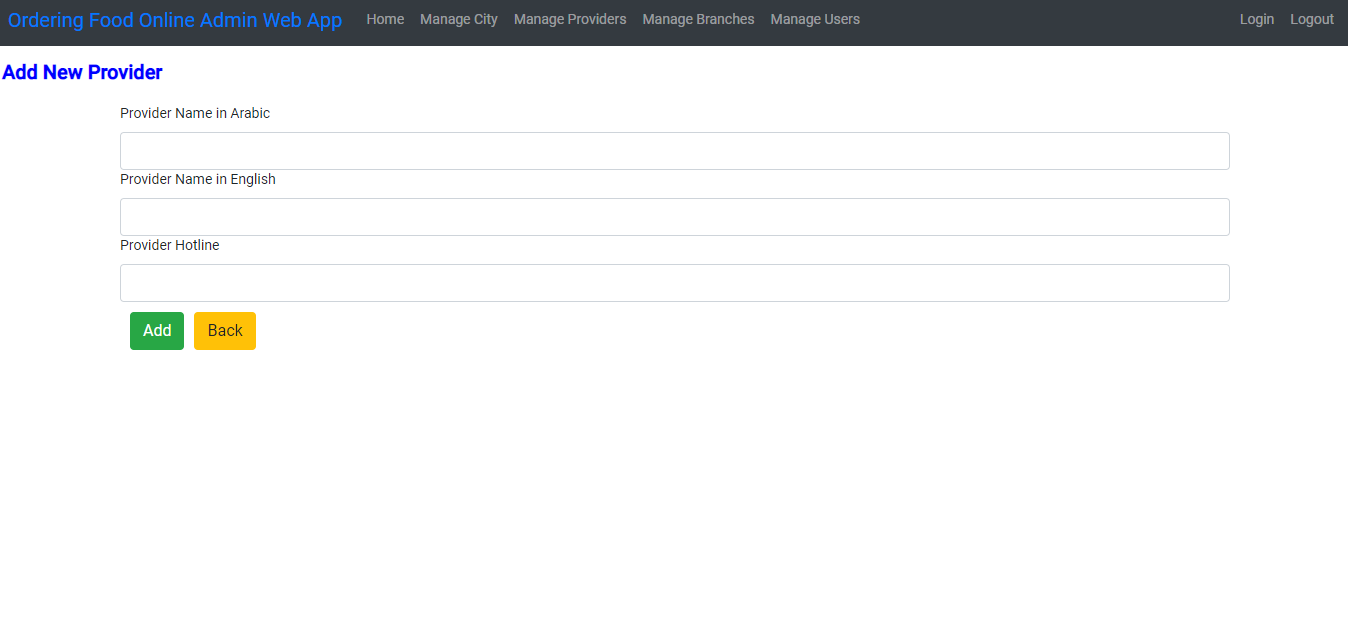 Ordering Food Online Admin Web App Home Manage City Manage Providers Manage Branches Manage Users Login Logout
Add New Provider
Provider Name in Arabic
Provider Name in English
Provider Hotline
Add Back